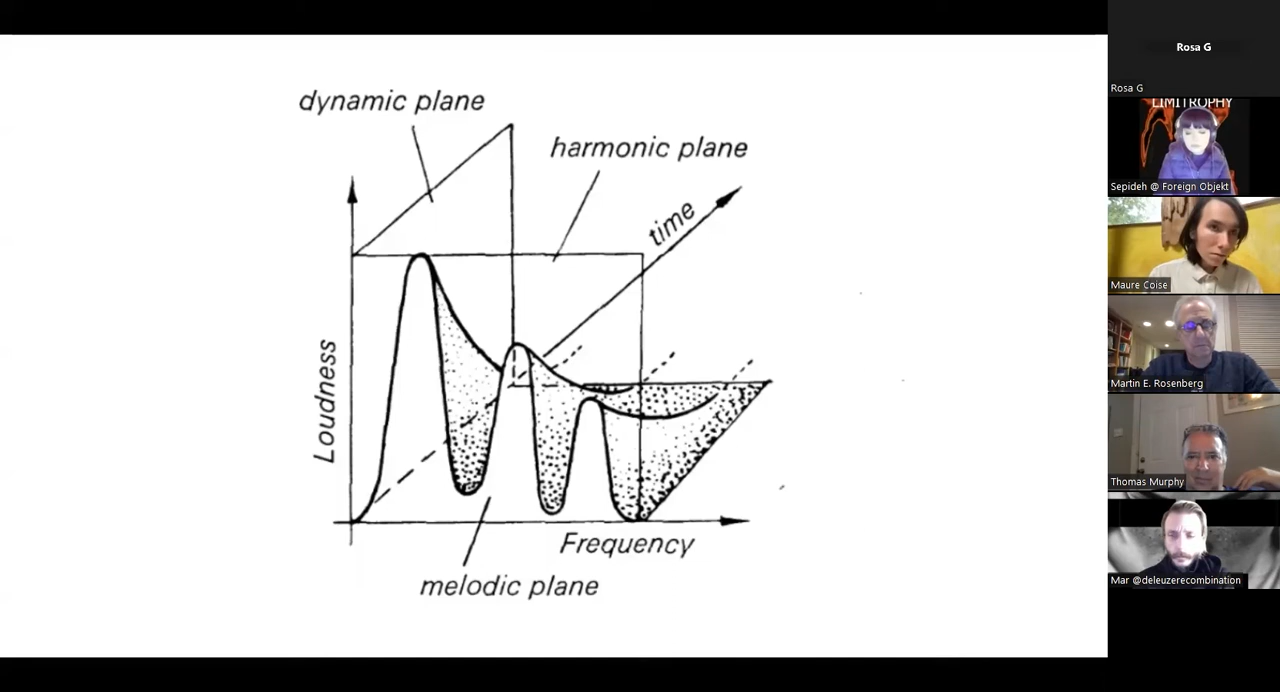 dynamic plane
harmonic plane
time
Loudness
Frequency
melodic plane
Rosa G
Rosa G
LIMITROPHY
Sepideh @ Foreign Objekt
Maure Coise
Martin E. Rosenberg
Thomas Murphy
Mar @deleuzerecombination